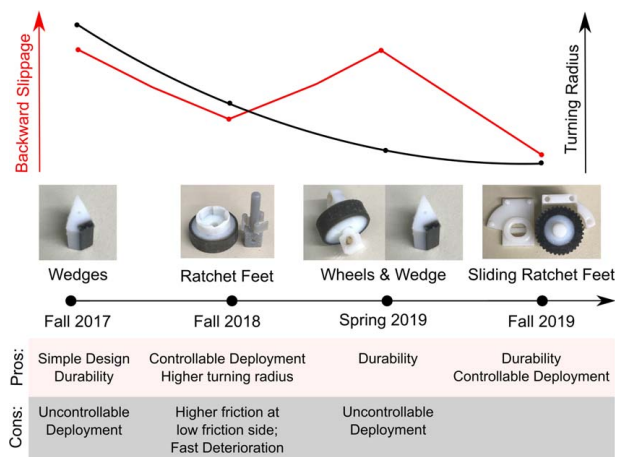 Backward Slippage
Turning Radius
Wedges
Ratchet Feet
Wheels & Wedge
Sliding Ratchet Feet
Fall 2017
Fall 2018
Spring 2019
Fall 2019
Pros:
Simple Design
Durability
Controllable Deployment
Higher turning radius
Durability
Durability
Controllable Deployment
Cons:
Uncontrollable
Deployment
Higher friction at
low friction side;
Fast Deterioration
Uncontrollable
Deployment